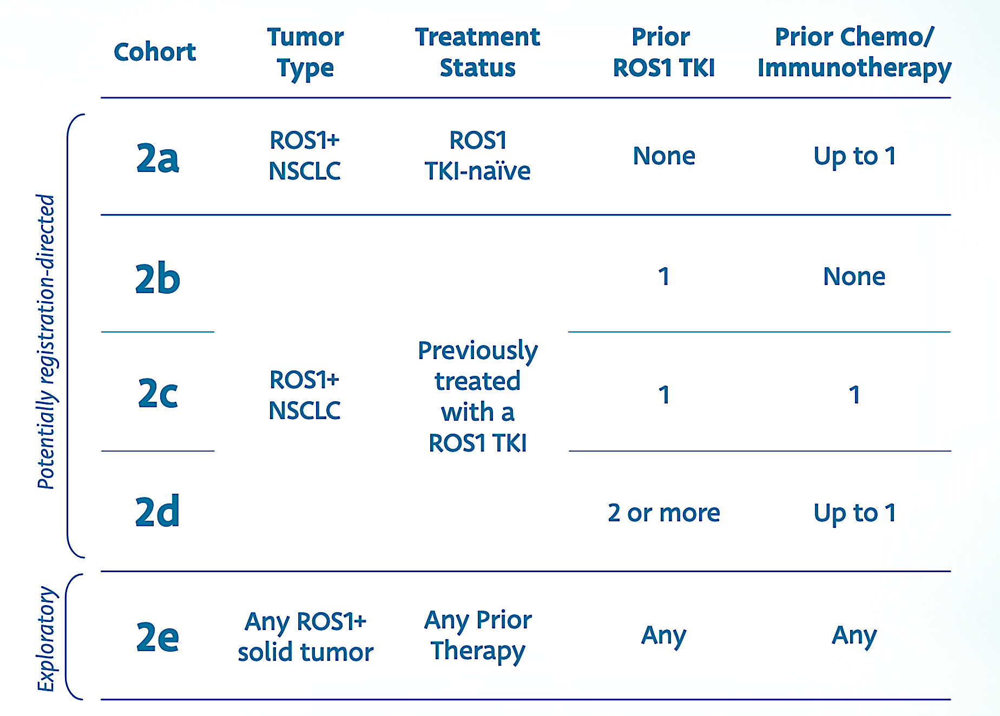 Cohort
Tumor
Type
Treatment
Status
Prior
ROS1 TKI
Prior Chemo/
Immunotherapy
Potentially registration-directed
2a
ROS1+
NSCLC
ROS1
TKI-naïve
None
Up to 1
2b
1
None
2c
ROS1+
NSCLC
Previously
treated
with a
ROS1 TKI
1
1
2d
2 or more
Up to 1
Exploratory
2e
Any ROS1+
solid tumor
Any Prior
Therapy
Any
Any